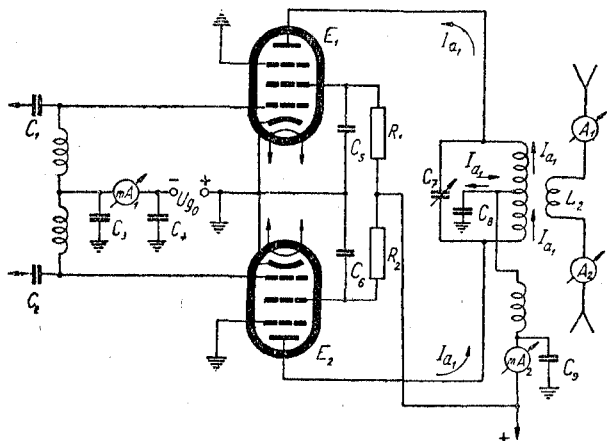 E1
Ia1
C1
C5
R1
A1
Ia1
C7
Ia1
mA1
- Ug0 +
C8
L2
C3
C4
Ia1
C6
R2
A2
C2
E2
Ia1
mA2
C9
+